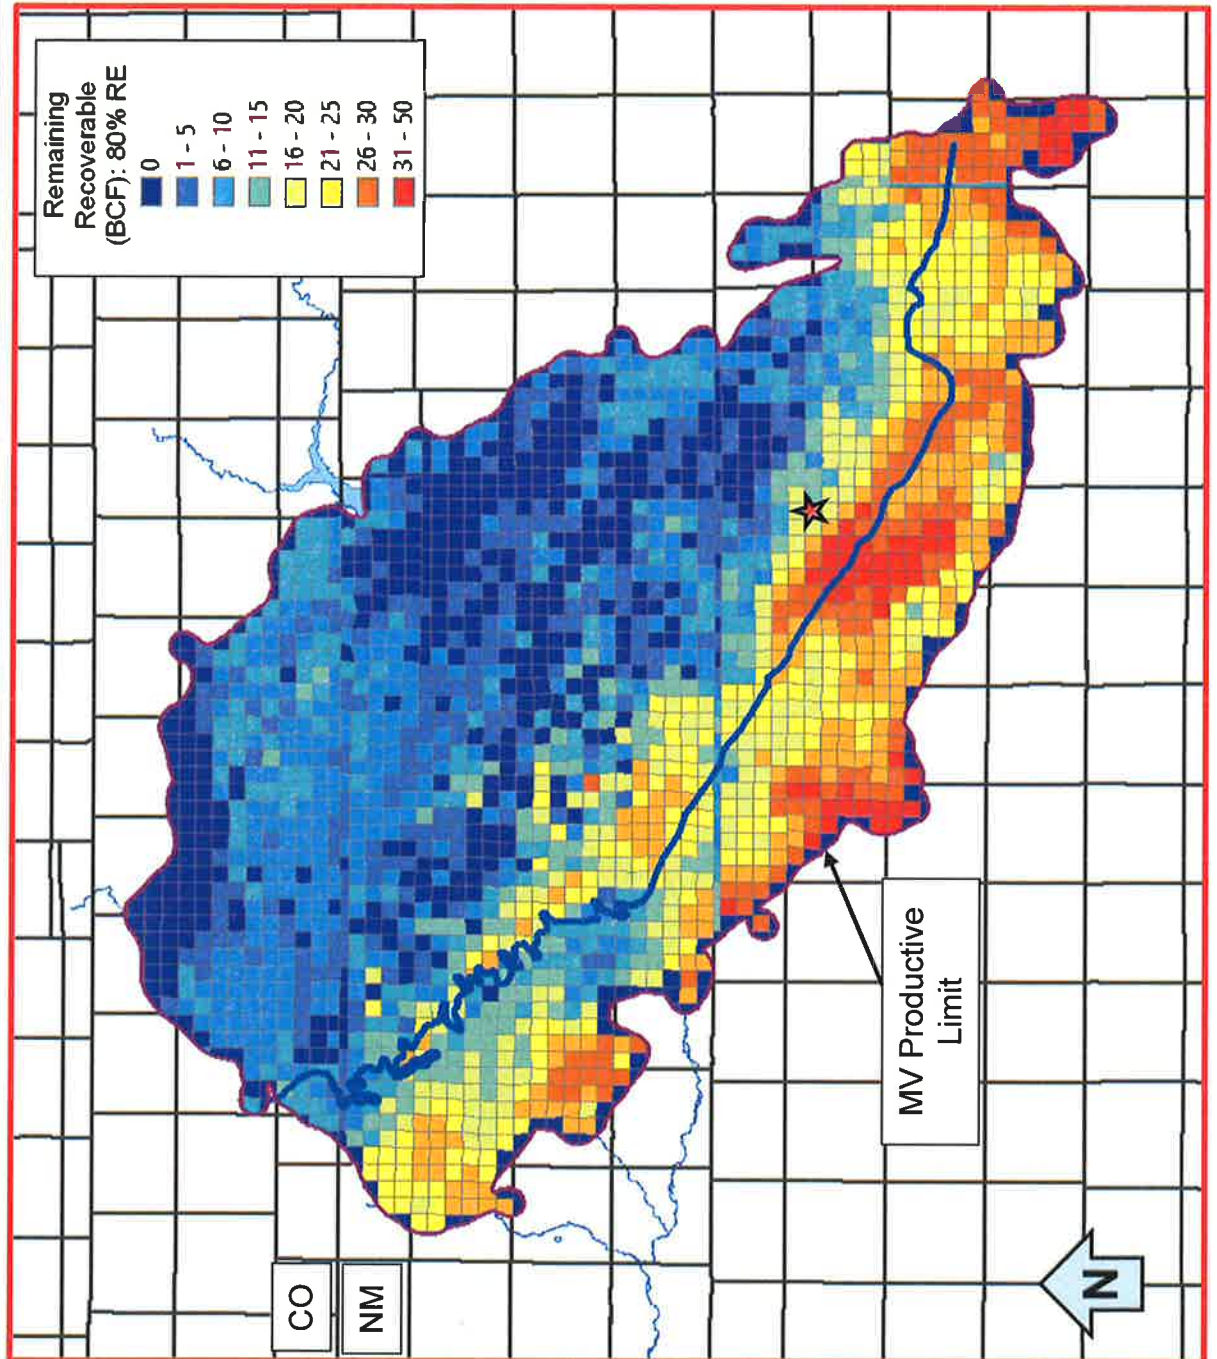 Remaining
Recoverable
(BCF): 80% RE
0
1 - 5
6 - 10
11 - 15
16 - 20
21 - 25
26 - 30
31 - 50
MV Productive
Limit
CO
NM
N